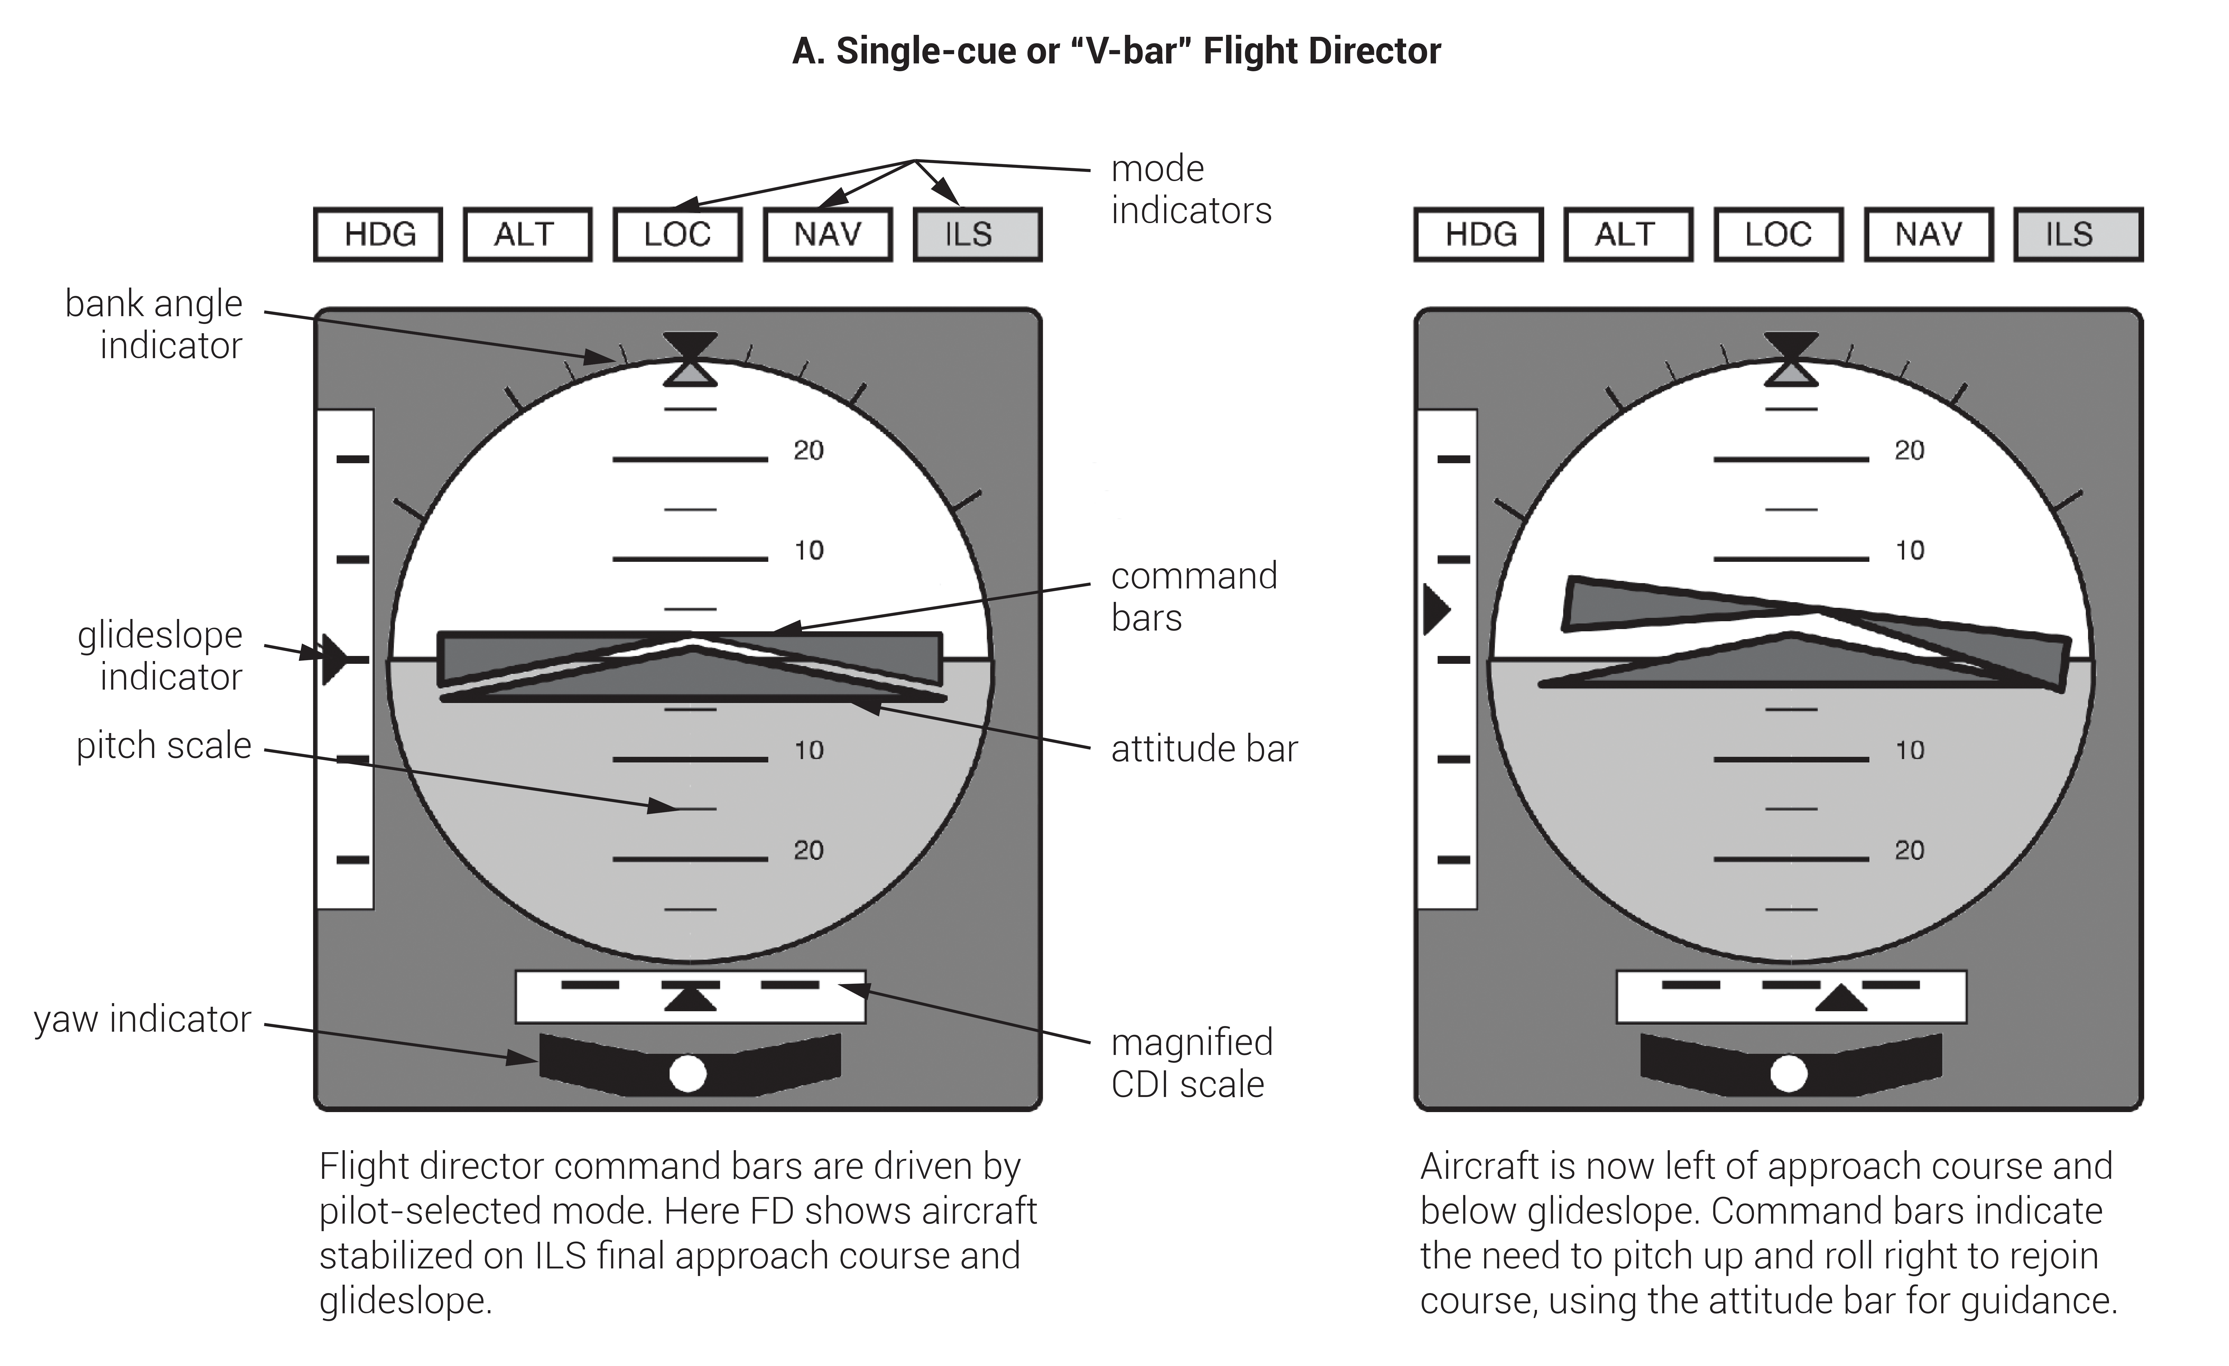 A. Single-cue or “V-bar” Flight Director
mode
indicators
HDG ALT LOC NAV ILS
bank angle
indicator
20
10
command
bars
glideslope
indicator
pitch scale
attitude bar
10
20
yaw indicator
magnified
CDI scale
Flight director command bars are driven by
pilot-selected mode. Here FD shows aircraft
stabilized on ILS final approach course and
glideslope.
HDG ALT LOC NAV ILS
20
10
10
20
Aircraft is now left of approach course and
below glideslope. Command bars indicate
the need to pitch up and roll right to rejoin
course, using the attitude bar for guidance.